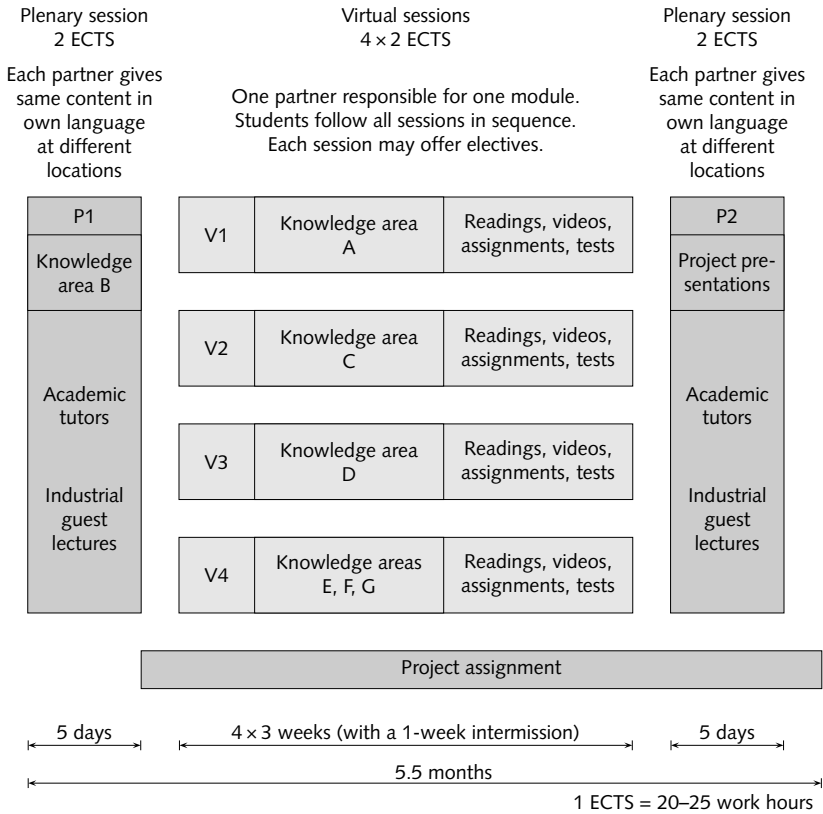 Plenary session
2 ECTS
Each partner gives
same content in
own language
at different
locations
Virtual sessions
4 × 2 ECTS
One partner responsible for one module.
Students follow all sessions in sequence.
Each session may offer electives.
Plenary session
2 ECTS
Each partner gives
same content in
own language
at different
locations
P1
Knowledge
area B
Academic
tutors
Industrial
guest
lectures
V1
Knowledge area
A
Readings, videos,
assignments, tests
V2
Knowledge area
C
Readings, videos,
assignments, tests
V3
Knowledge area
D
Readings, videos,
assignments, tests
V4
Knowledge areas
E, F, G
Readings, videos,
assignments, tests
P2
Project pre-
sentations
Academic
tutors
Industrial
guest
lectures
Project assignment
5 days
4 × 3 weeks (with a 1-week intermission)
5 days
5.5 months
1 ECTS = 20–25 work hours